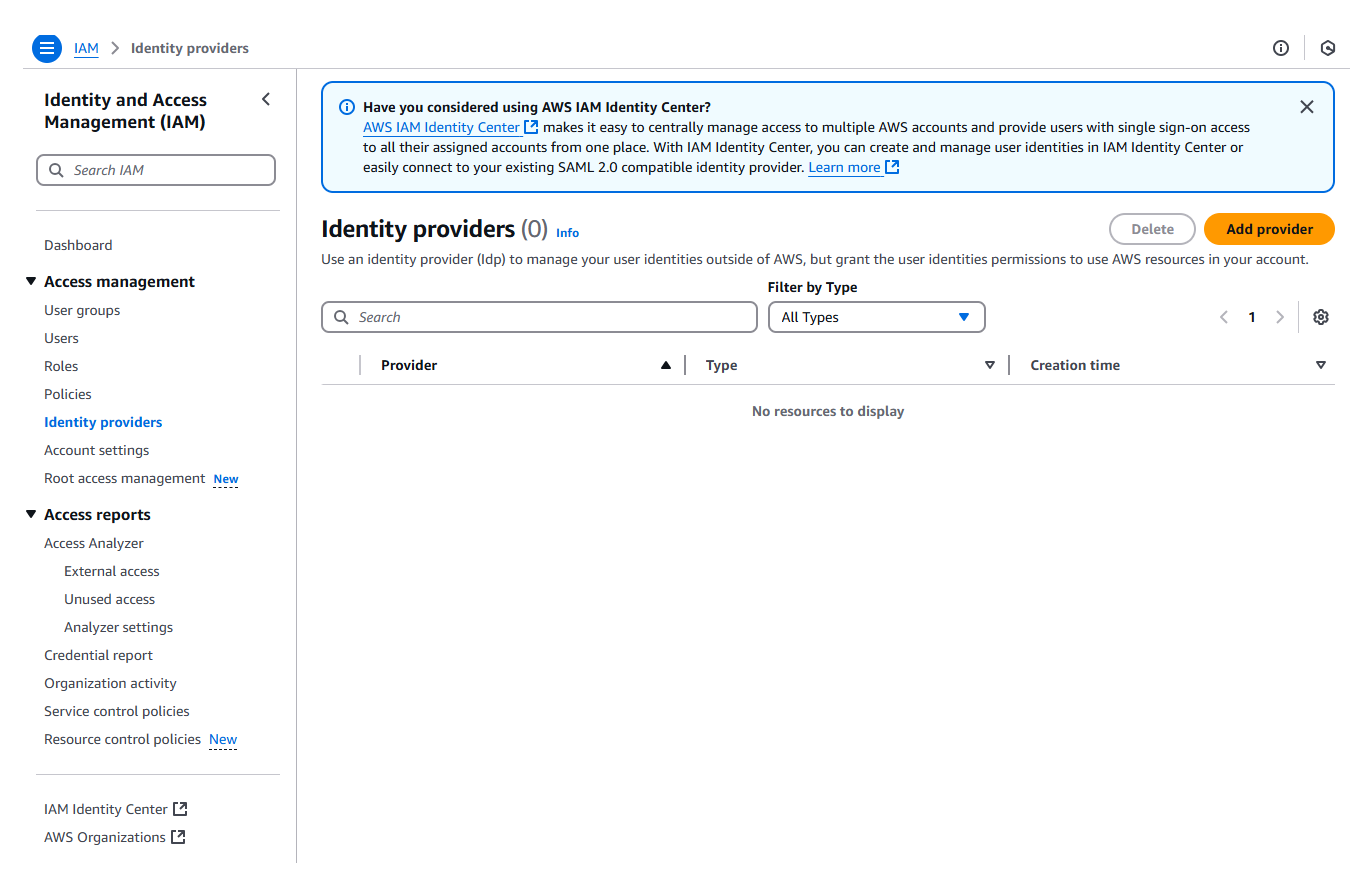 IAM > Identity providers
Identity and Access
Management (IAM)
Search IAM
Dashboard
Access management
User groups
Users
Roles
Policies
Identity providers
Account settings
Root access management New
Access reports
Access Analyzer
External access
Unused access
Analyzer settings
Credential report
Organization activity
Service control policies
Resource control policies New
IAM Identity Center
AWS Organizations
Have you considered using AWS IAM Identity Center?
AWS IAM Identity Center makes it easy to centrally manage access to multiple AWS accounts and provide users with single sign-on access
to all their assigned accounts from one place. With IAM Identity Center, you can create and manage user identities in IAM Identity Center or
easily connect to your existing SAML 2.0 compatible identity provider. Learn more
Identity providers (0) Info
Delete
Add provider
Use an identity provider (Idp) to manage your user identities outside of AWS, but grant the user identities permissions to use AWS resources in your account.
Filter by Type
Search
All Types
1
Provider Type Creation time
No resources to display